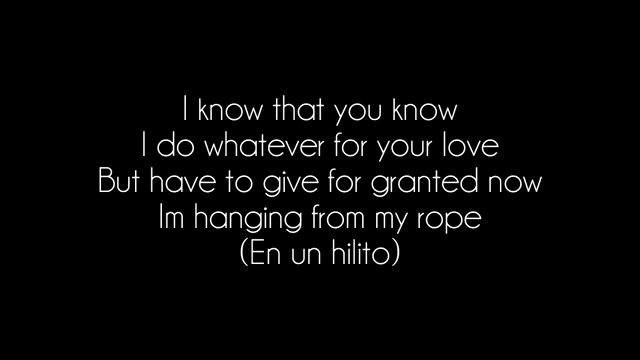 I know that you know
I do whatever for your love
But have to give for granted now
Im hanging from my rope
(En un hilito)